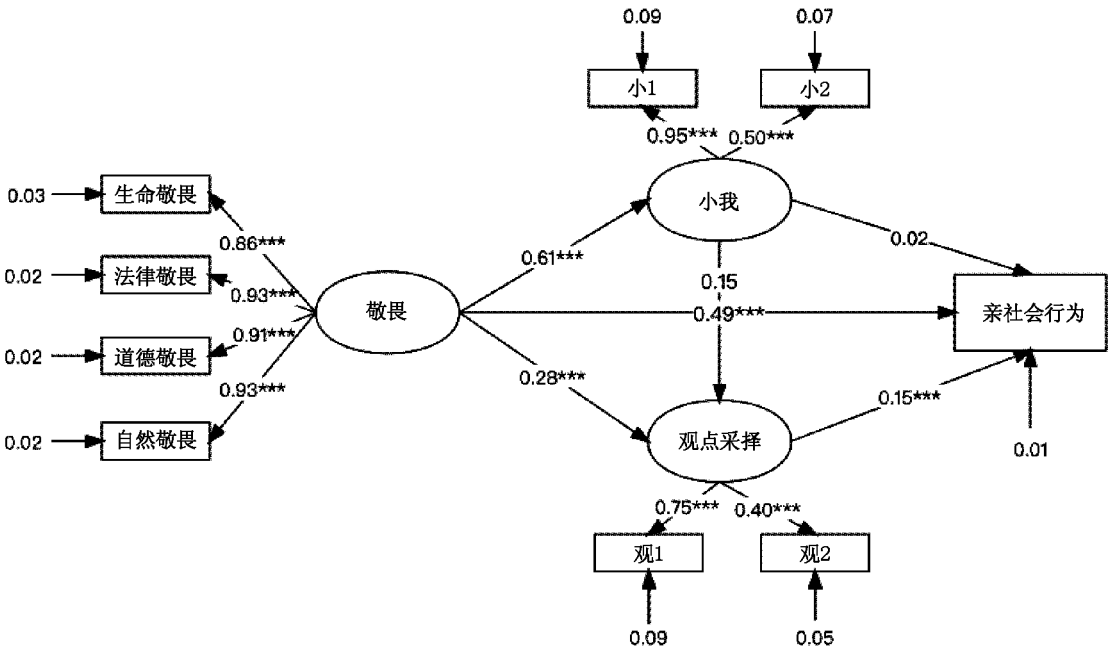 0.09
0.07
小1
小2
0.95***
0.50***
0.03
生命敬畏
小我
0.86***
0.02
0.61***
0.02
法律敬畏
0.15
0.93***
敬畏
0.49***
亲社会行为
0.91***
0.02
道德敬畏
0.28***
0.93***
0.15***
0.02
自然敬畏
观点采择
0.01
0.75***
0.40***
观1
观2
0.09
0.05